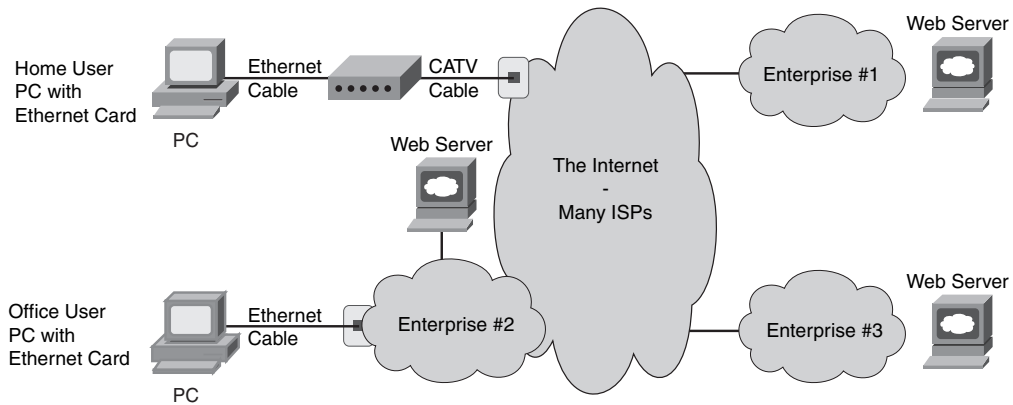 Home User
PC with
Ethernet Card
PC
Ethernet
Cable
CATV
Cable
Web Server
The Internet
-
Many ISPs
Enterprise #1
Web Server
Office User
PC with
Ethernet Card
PC
Ethernet
Cable
Enterprise #2
Enterprise #3
Web Server